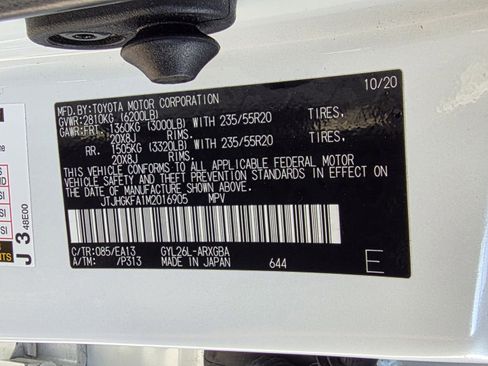 10/20
MFD.BY:TOYOTA MOTOR CORPORATION
GVWR:2810KG (6200LB)
GAWR:FRT. 1360KG (3000LB) WITH 235/55R20 TIRES,
20X8J RIMS.
RR. 1505KG (3320LB) WITH 235/55R20 TIRES,
20X8J RIMS.
THIS VEHICLE CONFORMS TO ALL APPLICABLE FEDERAL MOTOR
VEHICLE SAFETY AND THEFT PREVENTION STANDARDS IN EFFECT ON
THE DATE OF MANUFACTURE SHOWN ABOVE.
JTJHGKFA1M2016905 MPV
C/TR:085/EA13 GYL26L-ARXGBA
A/TM: /P313 MADE IN JAPAN 644 E
J 3 48E00